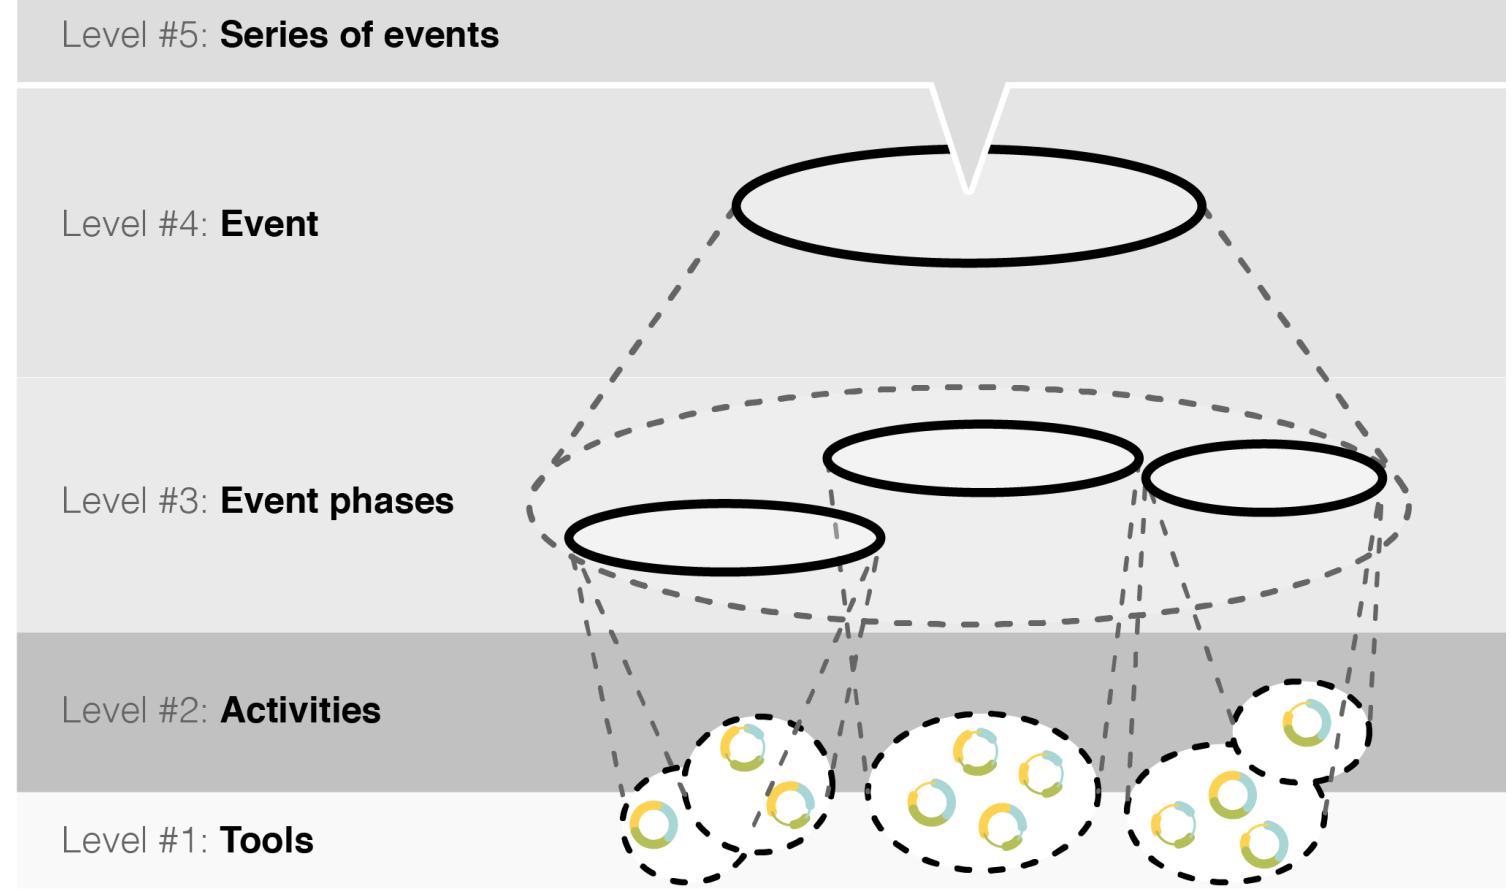 Level #5: Series of events
Level #4: Event
Level #3: Event phases
Level #2: Activities
Level #1: Tools